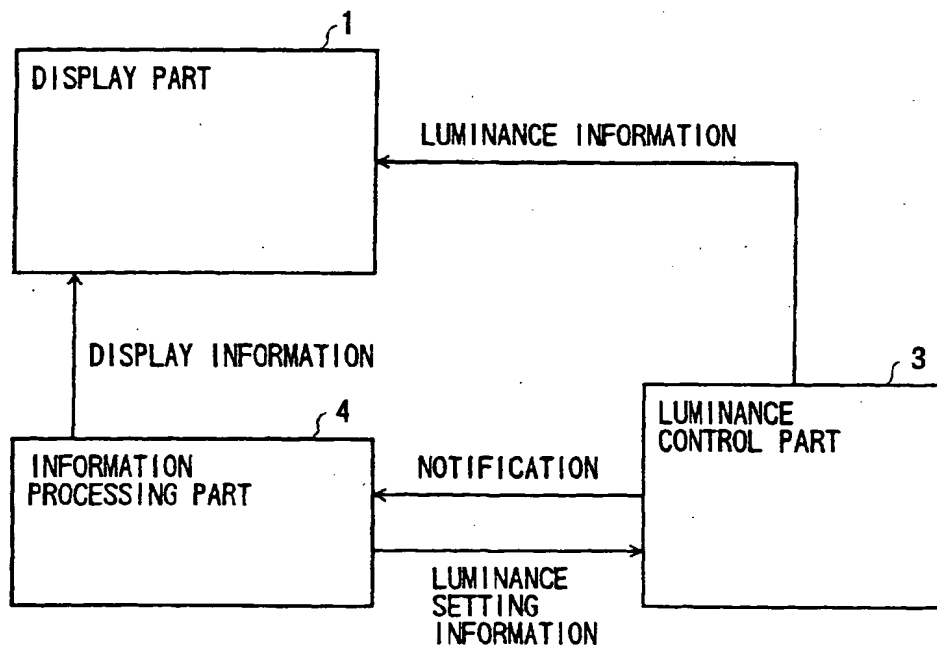 1
DISPLAY PART
LUMINANCE INFORMATION
DISPLAY INFORMATION
3
LUMINANCE
CONTROL PART
4
INFORMATION
PROCESSING PART
NOTIFICATION
LUMINANCE
SETTING
INFORMATION